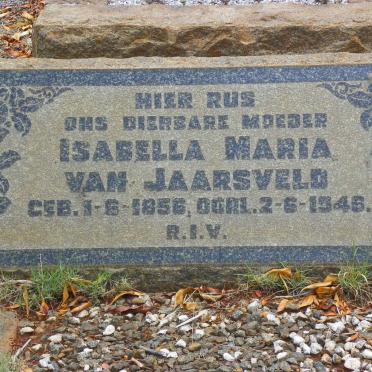 HIER RUS
ONS DIERBARE MOEDER
ISABELLA MARIA
VAN JAARSVELD
GEB. 1-6-1856, OORL. 2-6-1946.
R.I.V.